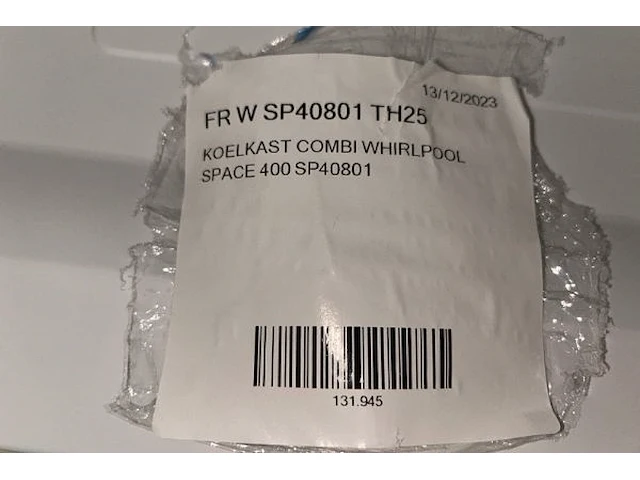 13/12/2023
FR W SP40801 TH25
KOELKAST COMBI WHIRLPOOL
SPACE 400 SP40801
131.945